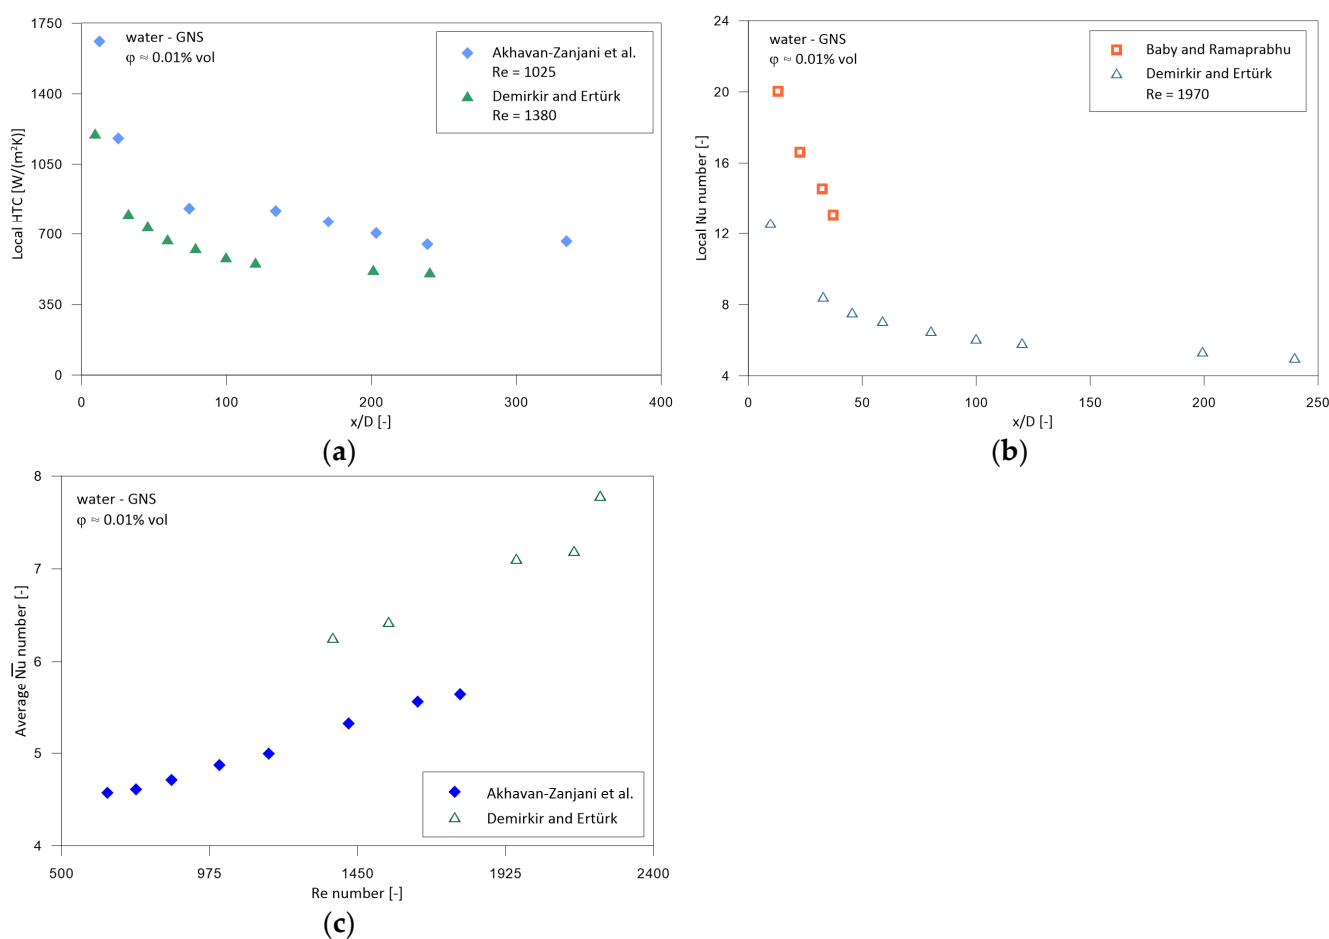 1750
1400
1050
700
350
0
0
100
200
300
400
Local HTC [W/(m²K)]
x/D [-]
water - GNS
φ ≈ 0.01% vol
Akhavan-Zanjani et al.
Re = 1025
Demirkir and Ertürk
Re = 1380
(a)
24
20
16
12
8
4
0
50
100
150
200
250
Local Nu number [-]
x/D [-]
water - GNS
φ ≈ 0.01% vol
Baby and Ramaprabhu
Demirkir and Ertürk
Re = 1970
(b)
8
7
6
5
4
500
975
1450
1925
2400
Average N̅u number [-]
Re number [-]
water - GNS
φ ≈ 0.01% vol
Akhavan-Zanjani et al.
Demirkir and Ertürk
(c)